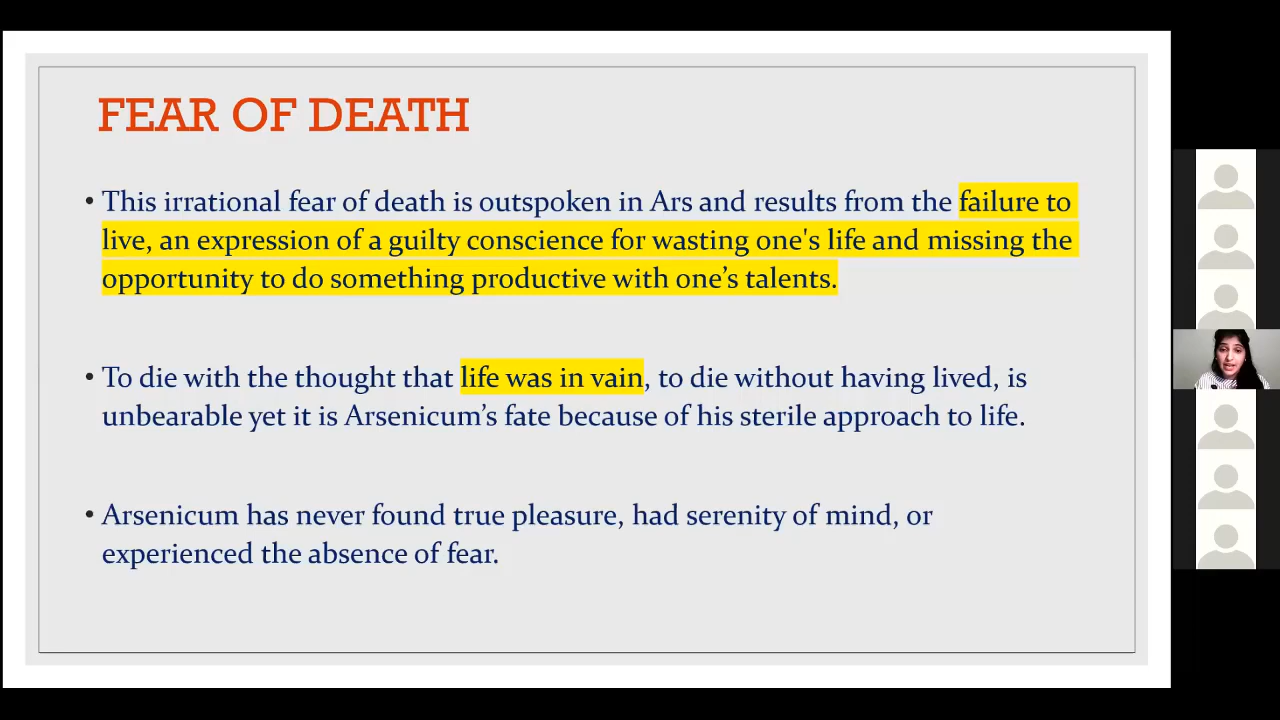 FEAR OF DEATH
• This irrational fear of death is outspoken in Ars and results from the failure to
live, an expression of a guilty conscience for wasting one's life and missing the
opportunity to do something productive with one’s talents.
• To die with the thought that life was in vain, to die without having lived, is
unbearable yet it is Arsenicum’s fate because of his sterile approach to life.
• Arsenicum has never found true pleasure, had serenity of mind, or
experienced the absence of fear.